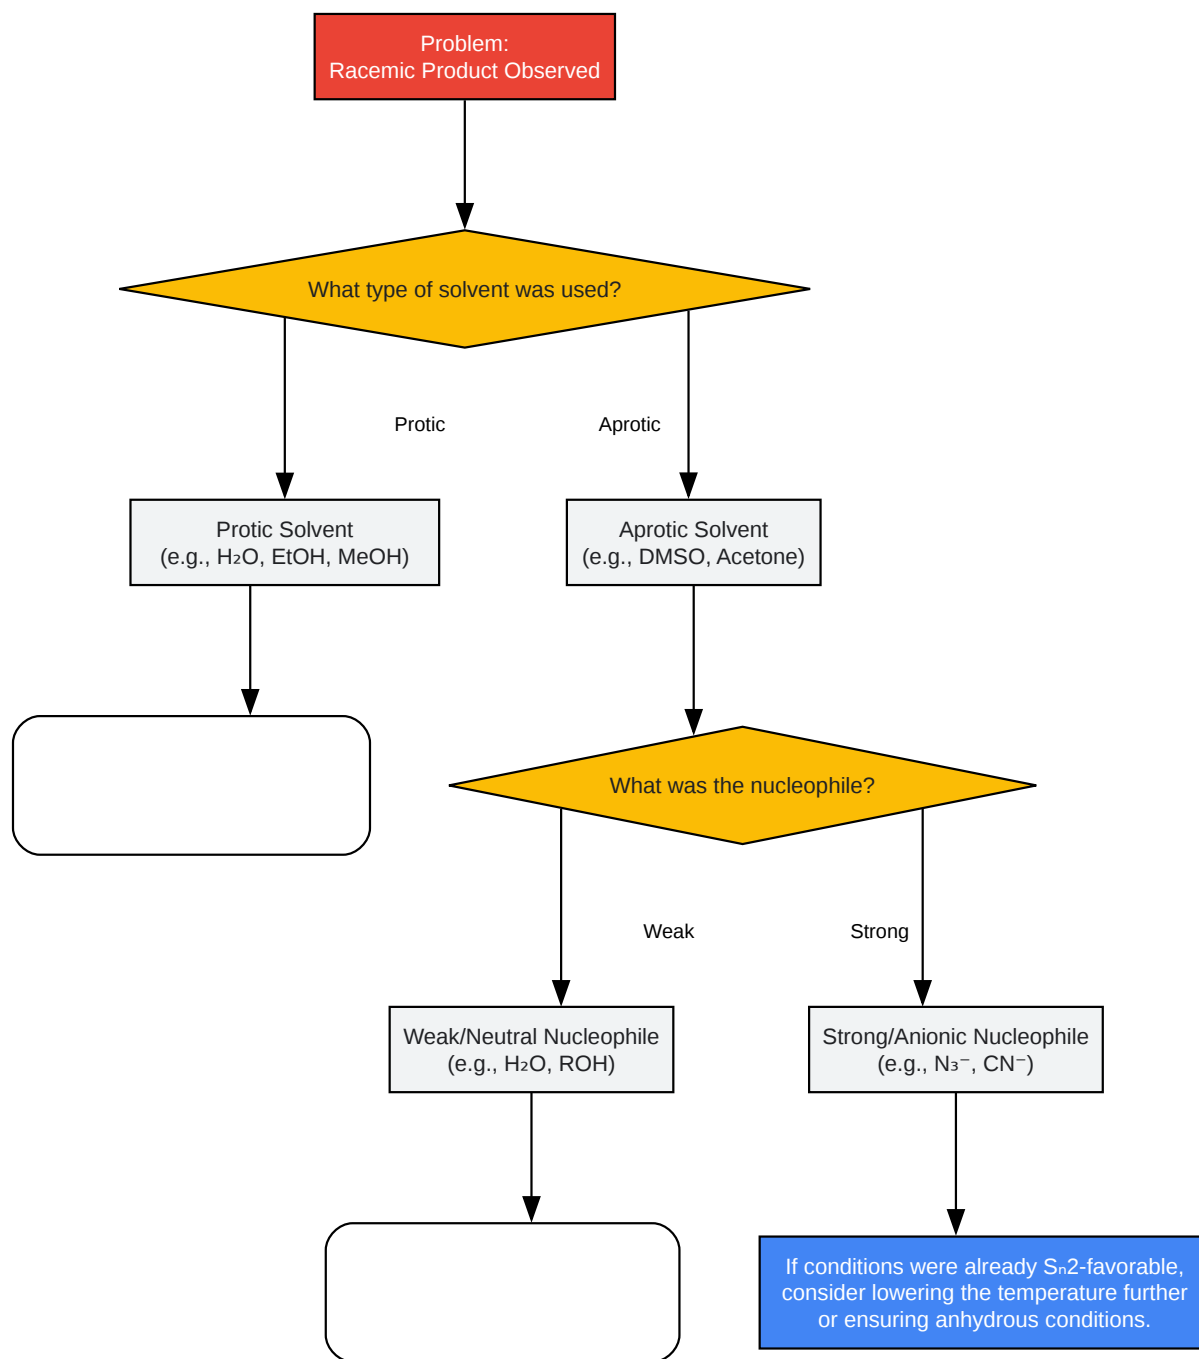 Problem:
Racemic Product Observed
What type of solvent was used?
Protic
Aprotic
Protic Solvent
(e.g., H₂O, EtOH, MeOH)
Aprotic Solvent
(e.g., DMSO, Acetone)
What was the nucleophile?
Weak
Strong
Weak/Neutral Nucleophile
(e.g., H₂O, ROH)
Strong/Anionic Nucleophile
(e.g., N₃⁻, CN⁻)
If conditions were already Sₙ2-favorable,
consider lowering the temperature further
or ensuring anhydrous conditions.